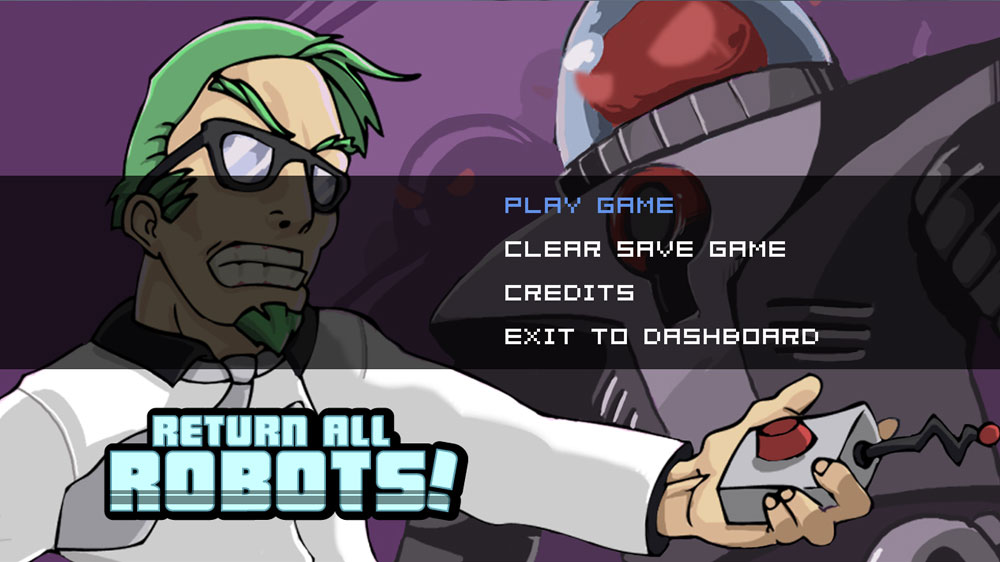 PLAY GAME
CLEAR SAVE GAME
CREDITS
EXIT TO DASHBOARD
RETURN ALL
ROBOTS!